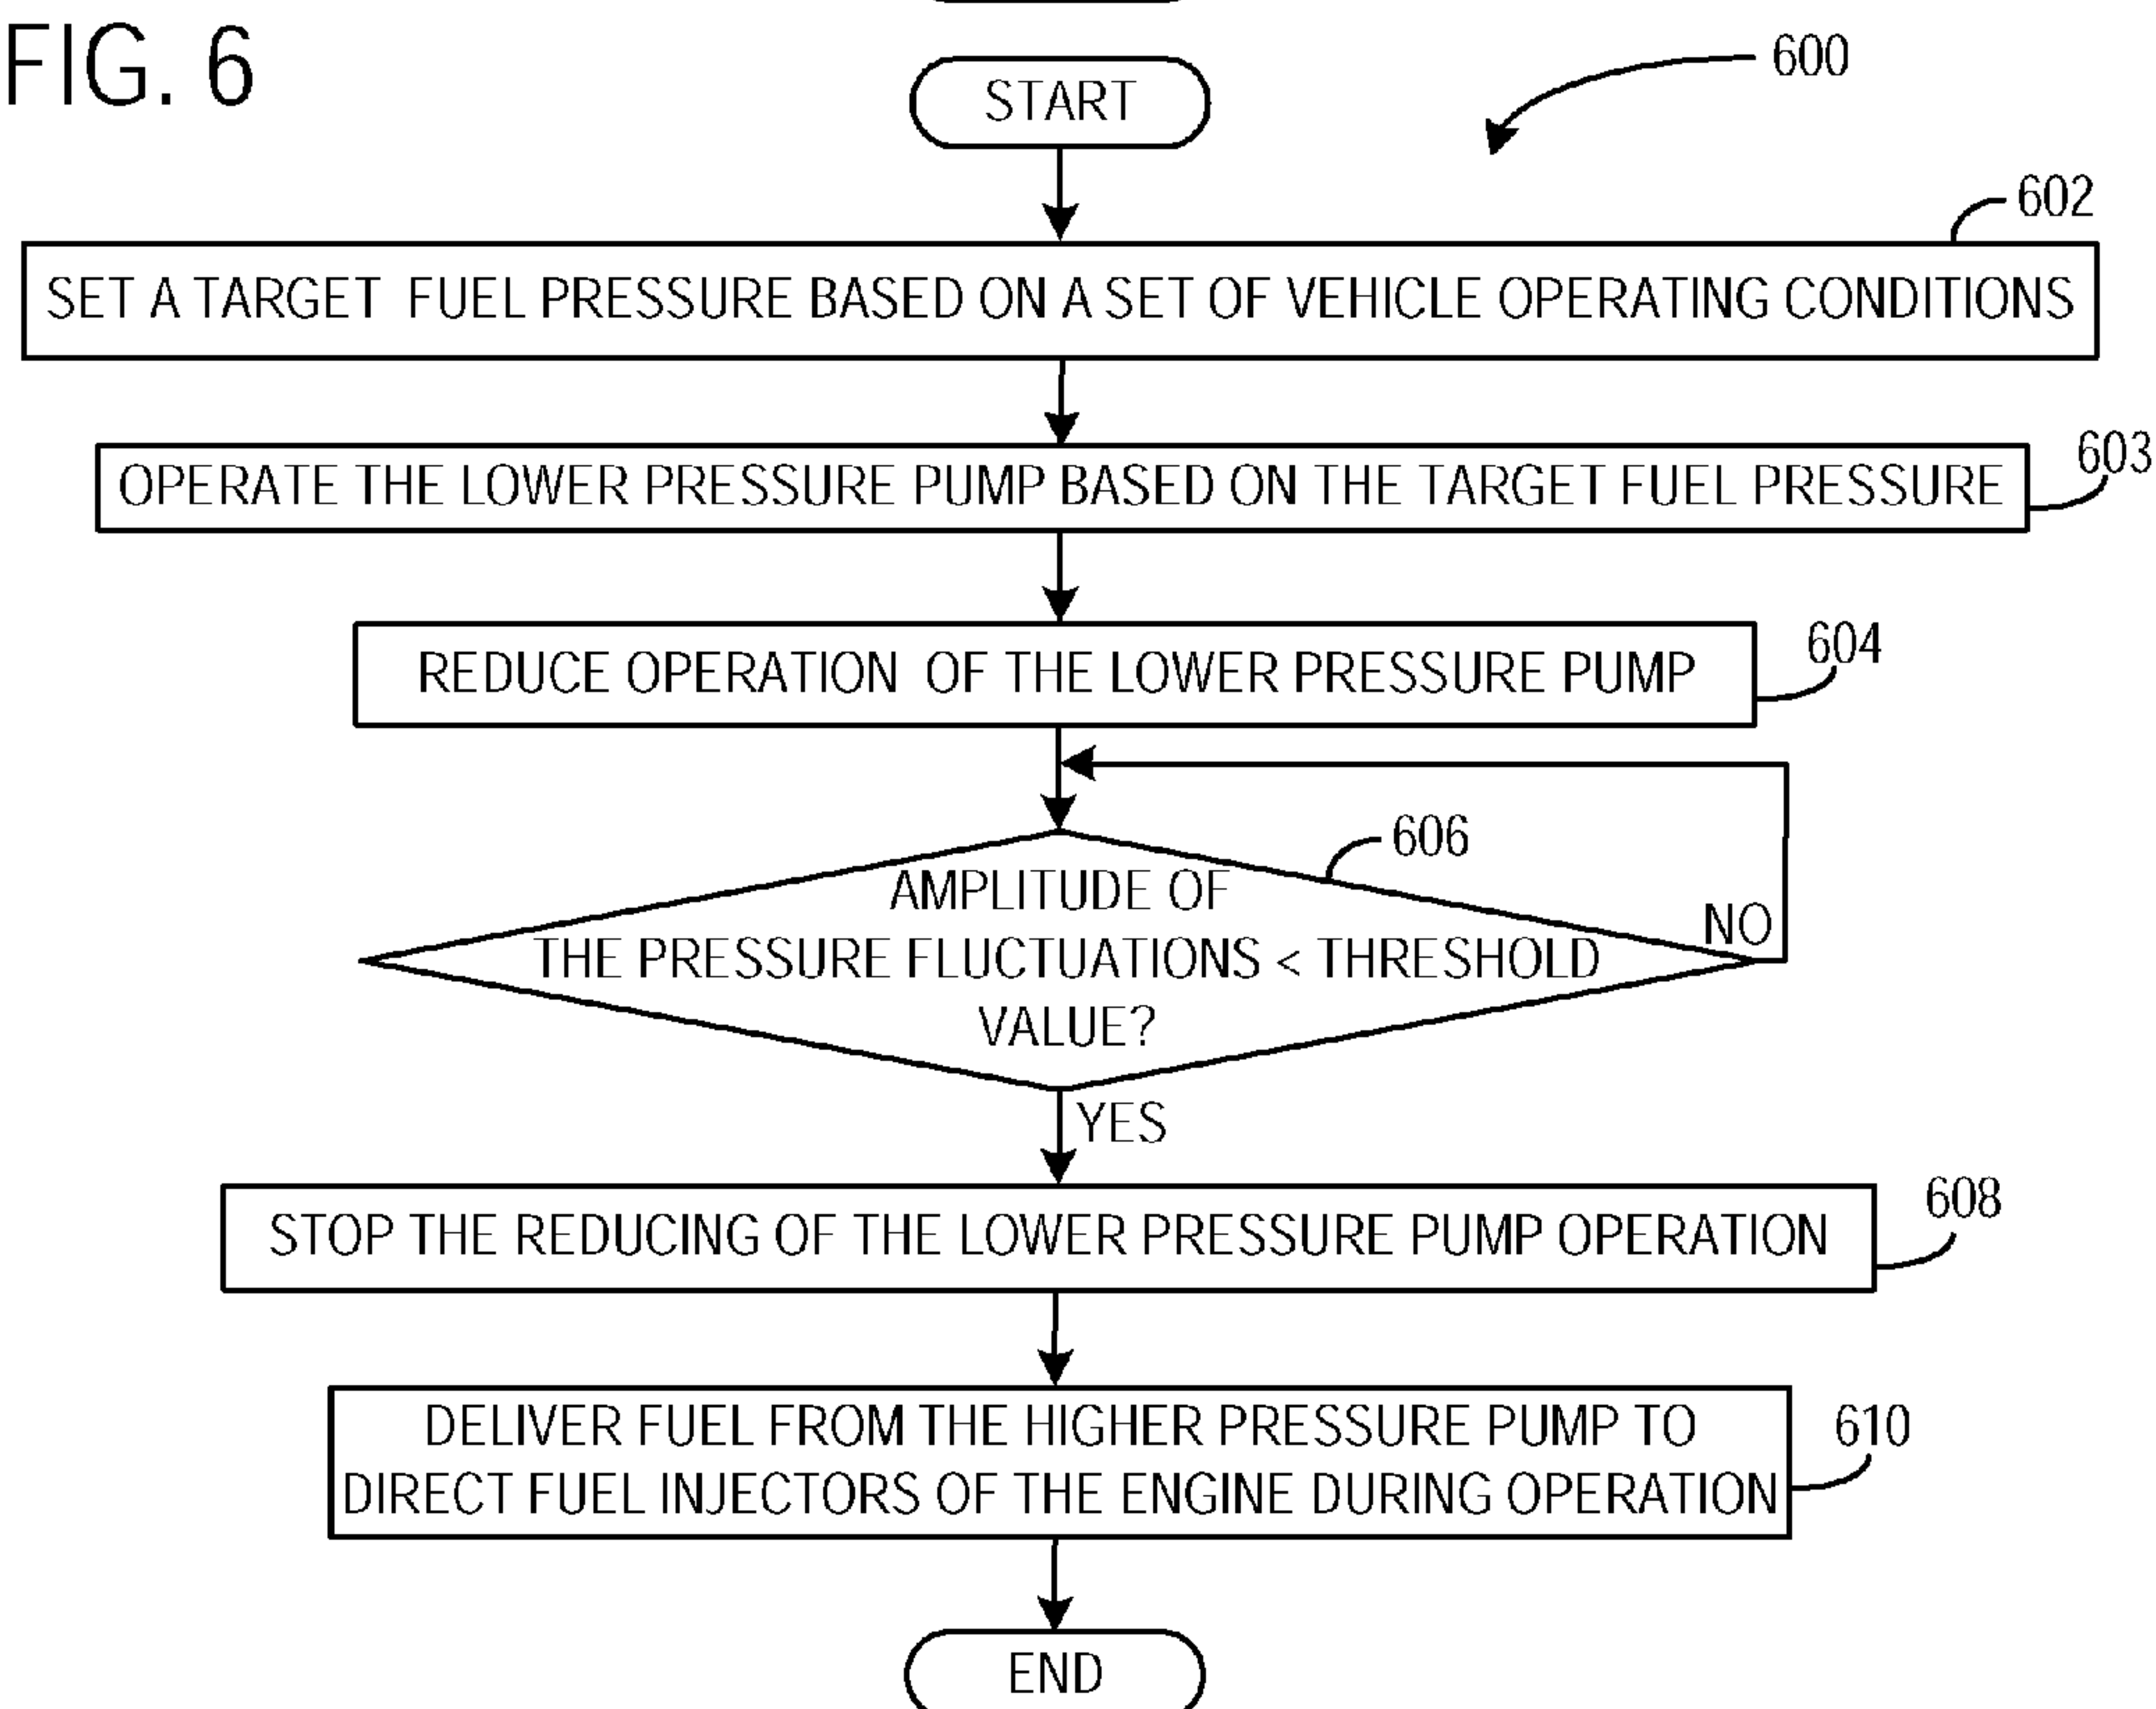 FIG. 6
START
600
602
SET A TARGET FUEL PRESSURE BASED ON A SET OF VEHICLE OPERATING CONDITIONS
603
OPERATE THE LOWER PRESSURE PUMP BASED ON THE TARGET FUEL PRESSURE
604
REDUCE OPERATION OF THE LOWER PRESSURE PUMP
606
AMPLITUDE OF
THE PRESSURE FLUCTUATIONS < THRESHOLD
VALUE?
NO
YES
608
STOP THE REDUCING OF THE LOWER PRESSURE PUMP OPERATION
610
DELIVER FUEL FROM THE HIGHER PRESSURE PUMP TO
DIRECT FUEL INJECTORS OF THE ENGINE DURING OPERATION
END